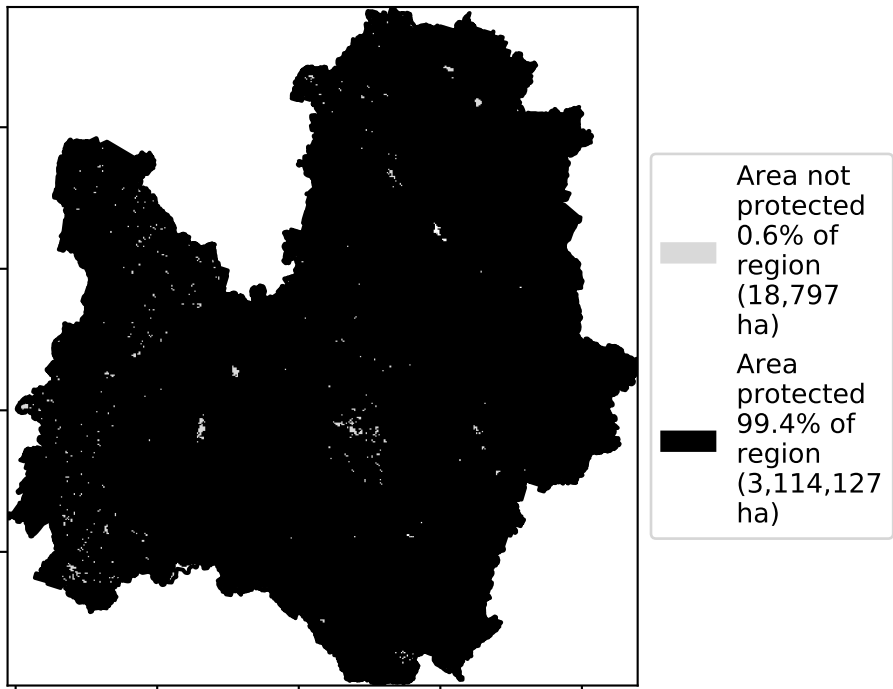 Area not
protected
0.6% of
region
(18,797
ha)
Area
protected
99.4% of
region
(3,114,127
ha)